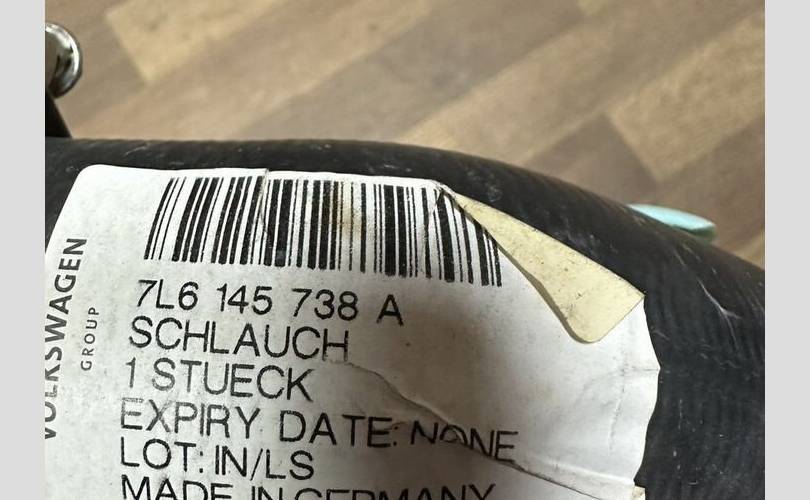 VOLKSWAGEN
GROUP
7L6 145 738 A
SCHLAUCH
1 STUECK
EXPIRY DATE: NONE
LOT: IN/LS
MADE IN GERMANY